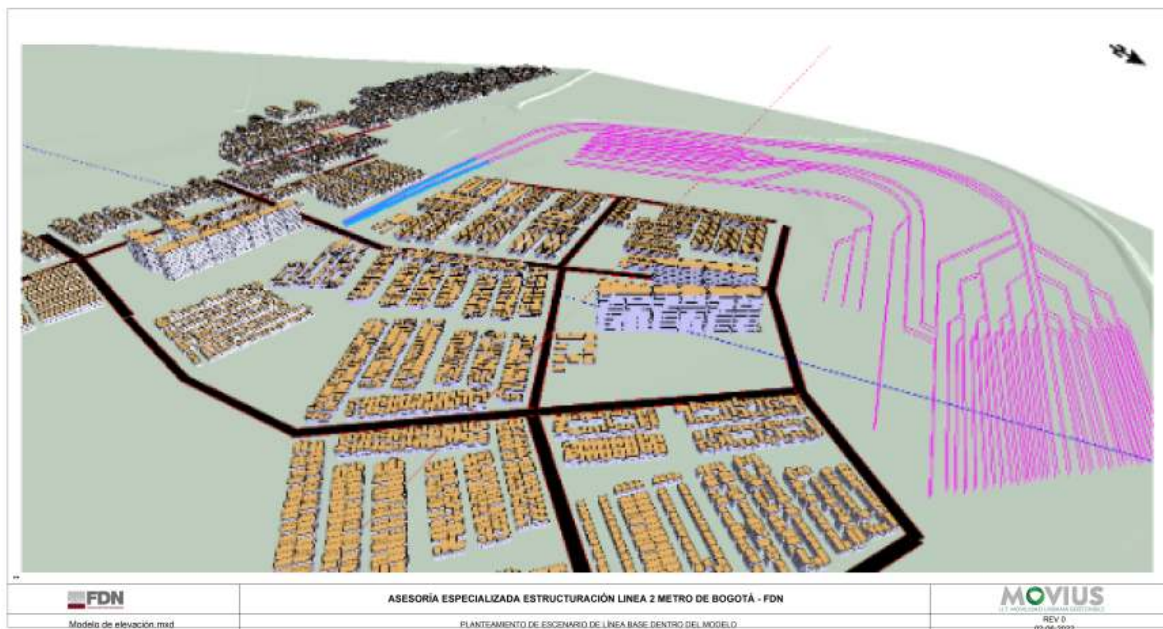 N
FDN
Modelo de elevación.mxd
ASESORÍA ESPECIALIZADA ESTRUCTURACIÓN LINEA 2 METRO DE BOGOTÁ - FDN
PLANTEAMIENTO DE ESCENARIO DE LÍNEA BASE DENTRO DEL MODELO
MOVIUS
REV 0